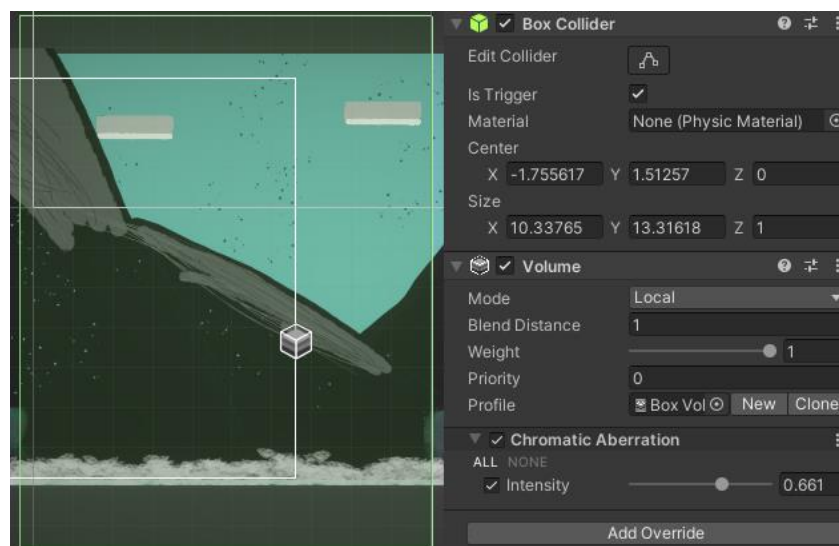 Box Collider
Edit Collider
Is Trigger
Material None (Physic Material)
Center
X -1.755617 Y 1.51257 Z 0
Size
X 10.33765 Y 13.31618 Z 1
Volume
Mode Local
Blend Distance 1
Weight 1
Priority 0
Profile Box Vol New Clone
Chromatic Aberration
ALL NONE
Intensity 0.661
Add Override